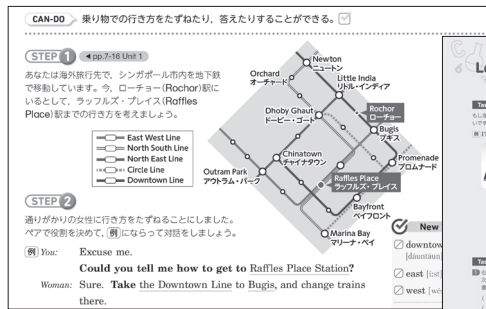 CAN-DO 乗り物での行き方をたずねたり，答えたりすることができる。
STEP 1 ◀pp.7-16 Unit 1
あなたは海外旅行先で，シンガポール市内を地下鉄
で移動しています。今，ローチョー(Rochor)駅に
いるとして，ラッフルズ・プレイス(Raffles
Place)駅までの行き方を考えましょう。
East West Line
North South Line
North East Line
Circle Line
Downtown Line
Newton
ニュートン
Orchard
オーチャード
Little India
リトル・インディア
Rochor
ローチョー
Dhoby Ghaut
ドービー・ゴート
Bugis
ブギス
Chinatown
チャイナタウン
Promenade
プロムナード
Outram Park
アウトラム・パーク
Raffles Place
ラッフルズ・プレイス
Bayfront
ベイフロント
Marina Bay
マリーナ・ベイ
STEP 2
通りがかりの女性に行き方をたずねることにしました。
ペアで役割を決めて，例にならって対話をしましょう。
例 You: Excuse me.
Could you tell me how to get to Raffles Place Station?
Woman: Sure. Take the Downtown Line to Bugis, and change trains
there.
New
downtow
[dáuntáun]
east [íːst]
west [wés